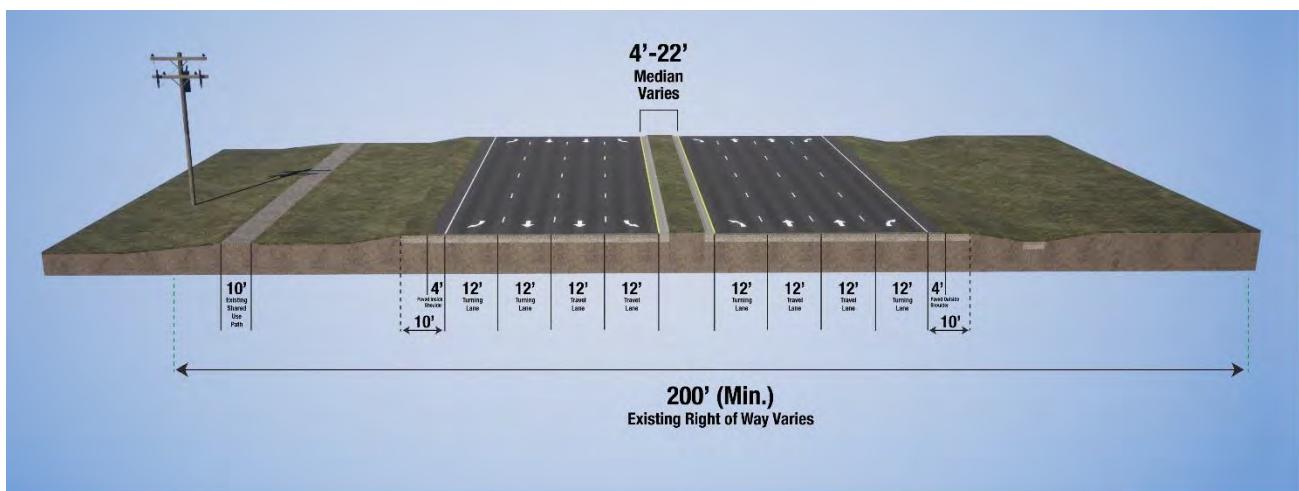 4’-22’
Median
Varies
10’
Existing
Shared
Use
Path
4’
Paved Inside
Shoulder
10’
12’
Turning
Lane
12’
Turning
Lane
12’
Travel
Lane
12’
Travel
Lane
12’
Turning
Lane
12’
Travel
Lane
12’
Travel
Lane
12’
Turning
Lane
4’
Paved Outside
Shoulder
10’
200’ (Min.)
Existing Right of Way Varies